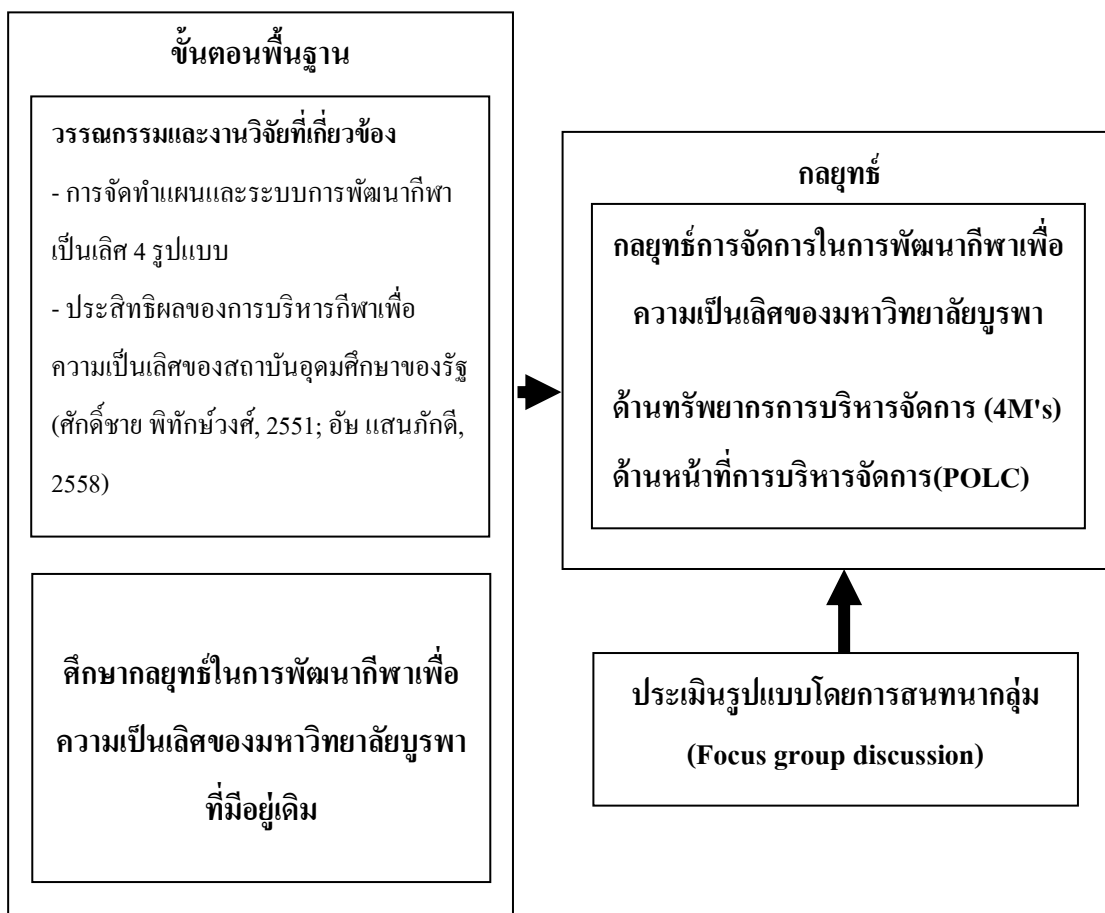 ขั้นตอนพื้นฐาน
วรรณกรรมและงานวิจัยที่เกี่ยวข้อง
- การจัดทำแผนและระบบการพัฒนากีฬา
เป็นเลิศ 4 รูปแบบ
- ประสิทธิผลของการบริหารกีฬาเพื่อ
ความเป็นเลิศของสถาบันอุดมศึกษาของรัฐ
(ศักดิ์ชาย พิทักษ์วงศ์, 2551; อัษ แสนภักดี,
2558)
ศึกษากลยุทธ์ในการพัฒนากีฬาเพื่อ
ความเป็นเลิศของมหาวิทยาลัยบูรพา
ที่มีอยู่เดิม
กลยุทธ์
กลยุทธ์การจัดการในการพัฒนากีฬาเพื่อ
ความเป็นเลิศของมหาวิทยาลัยบูรพา
ด้านทรัพยากรการบริหารจัดการ (4M's)
ด้านหน้าที่การบริหารจัดการ(POLC)
ประเมินรูปแบบโดยการสนทนากลุ่ม
(Focus group discussion)